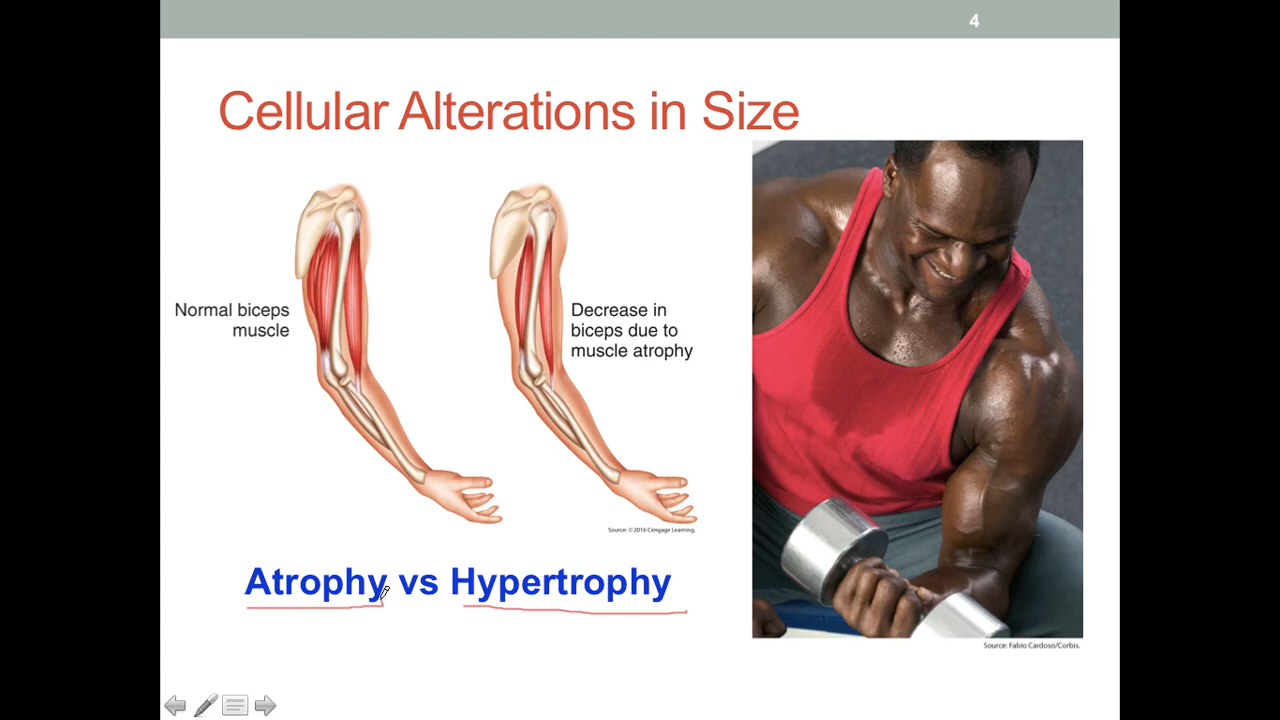 4
Cellular Alterations in Size
Normal biceps
muscle
Decrease in
biceps due to
muscle atrophy
Source: © 2016 Cengage Learning.
Atrophy vs Hypertrophy
Source: Fabio Cardoso/Corbis.